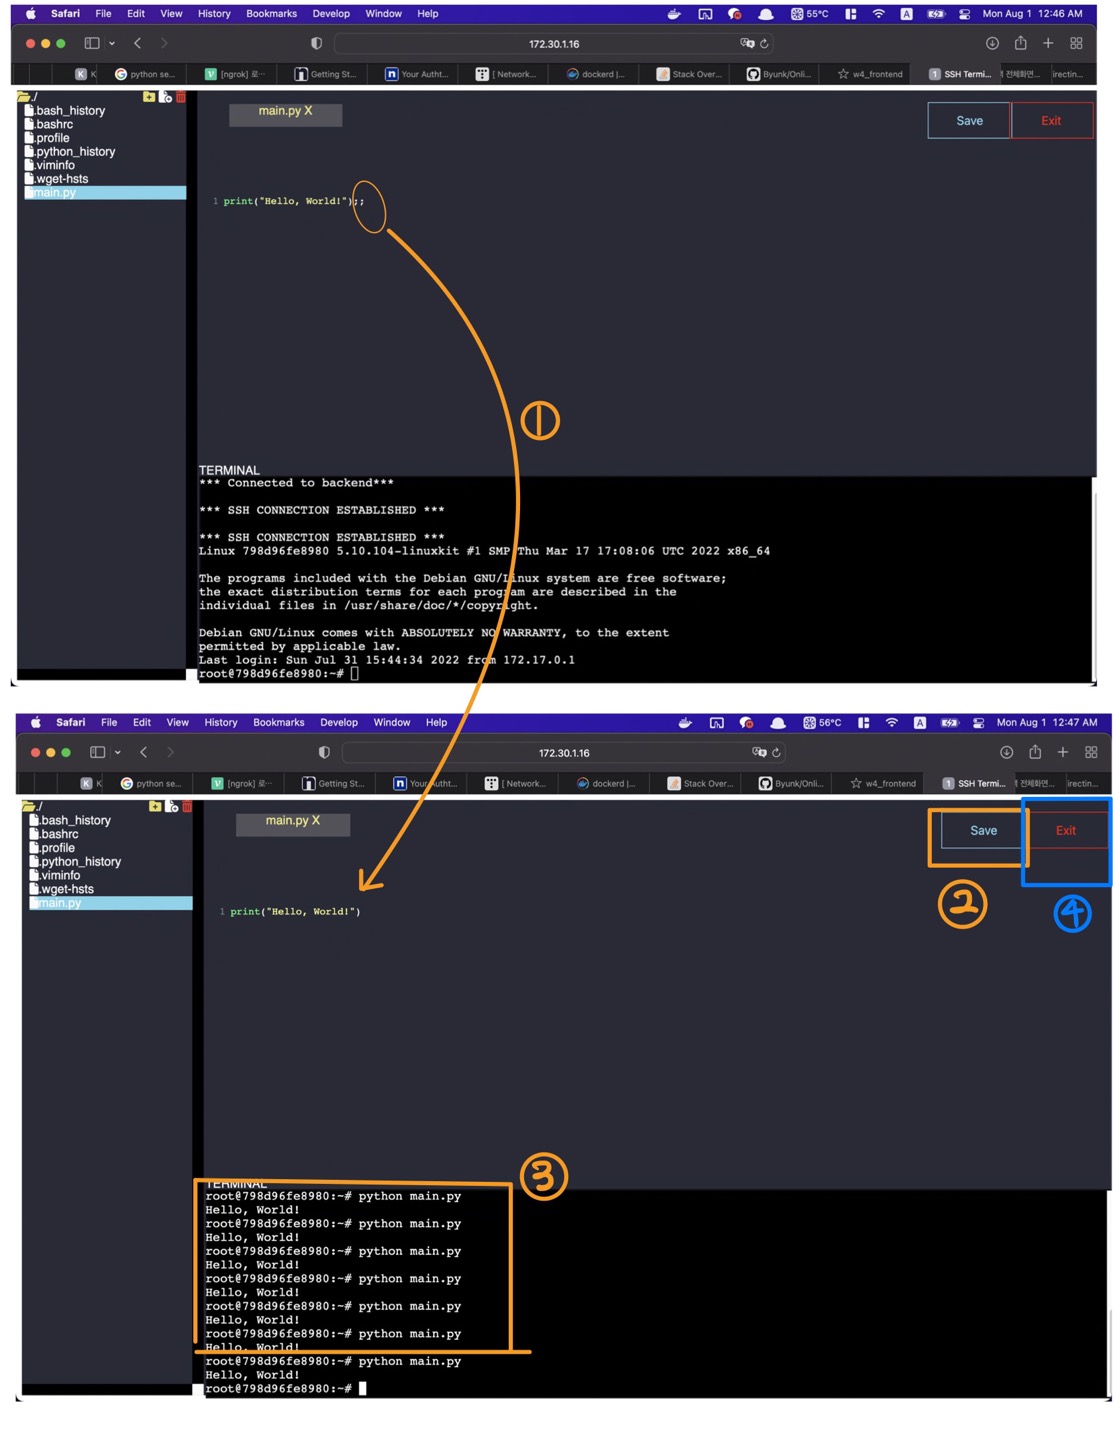 Safari File Edit View History Bookmarks Develop Window Help 55°C A Mon Aug 1 12:46 AM
172.30.1.16
K K python se... [ngrok] 로… Getting St... Your Autht... [ Network... dockerd |... Stack Over... Byunk/Onli... w4_frontend 1 SSH Termi... 전체화면... irectin...
./
.bash_history
.bashrc
.profile
.python_history
.viminfo
.wget-hsts
main.py
main.py X
Save Exit
1 print("Hello, World!");;
①
TERMINAL
*** Connected to backend***
*** SSH CONNECTION ESTABLISHED ***
*** SSH CONNECTION ESTABLISHED ***
Linux 798d96fe8980 5.10.104-linuxkit #1 SMP Thu Mar 17 17:08:06 UTC 2022 x86_64
The programs included with the Debian GNU/Linux system are free software;
the exact distribution terms for each program are described in the
individual files in /usr/share/doc/*/copyright.
Debian GNU/Linux comes with ABSOLUTELY NO WARRANTY, to the extent
permitted by applicable law.
Last login: Sun Jul 31 15:44:34 2022 from 172.17.0.1
root@798d96fe8980:~#
Safari File Edit View History Bookmarks Develop Window Help 56°C A Mon Aug 1 12:47 AM
172.30.1.16
K K python se... [ngrok] 로… Getting St... Your Autht... [ Network... dockerd |... Stack Over... Byunk/Onli... w4_frontend 1 SSH Termi... 전체화면... irectin...
./
.bash_history
.bashrc
.profile
.python_history
.viminfo
.wget-hsts
main.py
main.py X
Save Exit
② ④
1 print("Hello, World!")
③
TERMINAL
root@798d96fe8980:~# python main.py
Hello, World!
root@798d96fe8980:~# python main.py
Hello, World!
root@798d96fe8980:~# python main.py
Hello, World!
root@798d96fe8980:~# python main.py
Hello, World!
root@798d96fe8980:~# python main.py
Hello, World!
root@798d96fe8980:~# python main.py
Hello, World!
root@798d96fe8980:~# python main.py
Hello, World!
root@798d96fe8980:~#